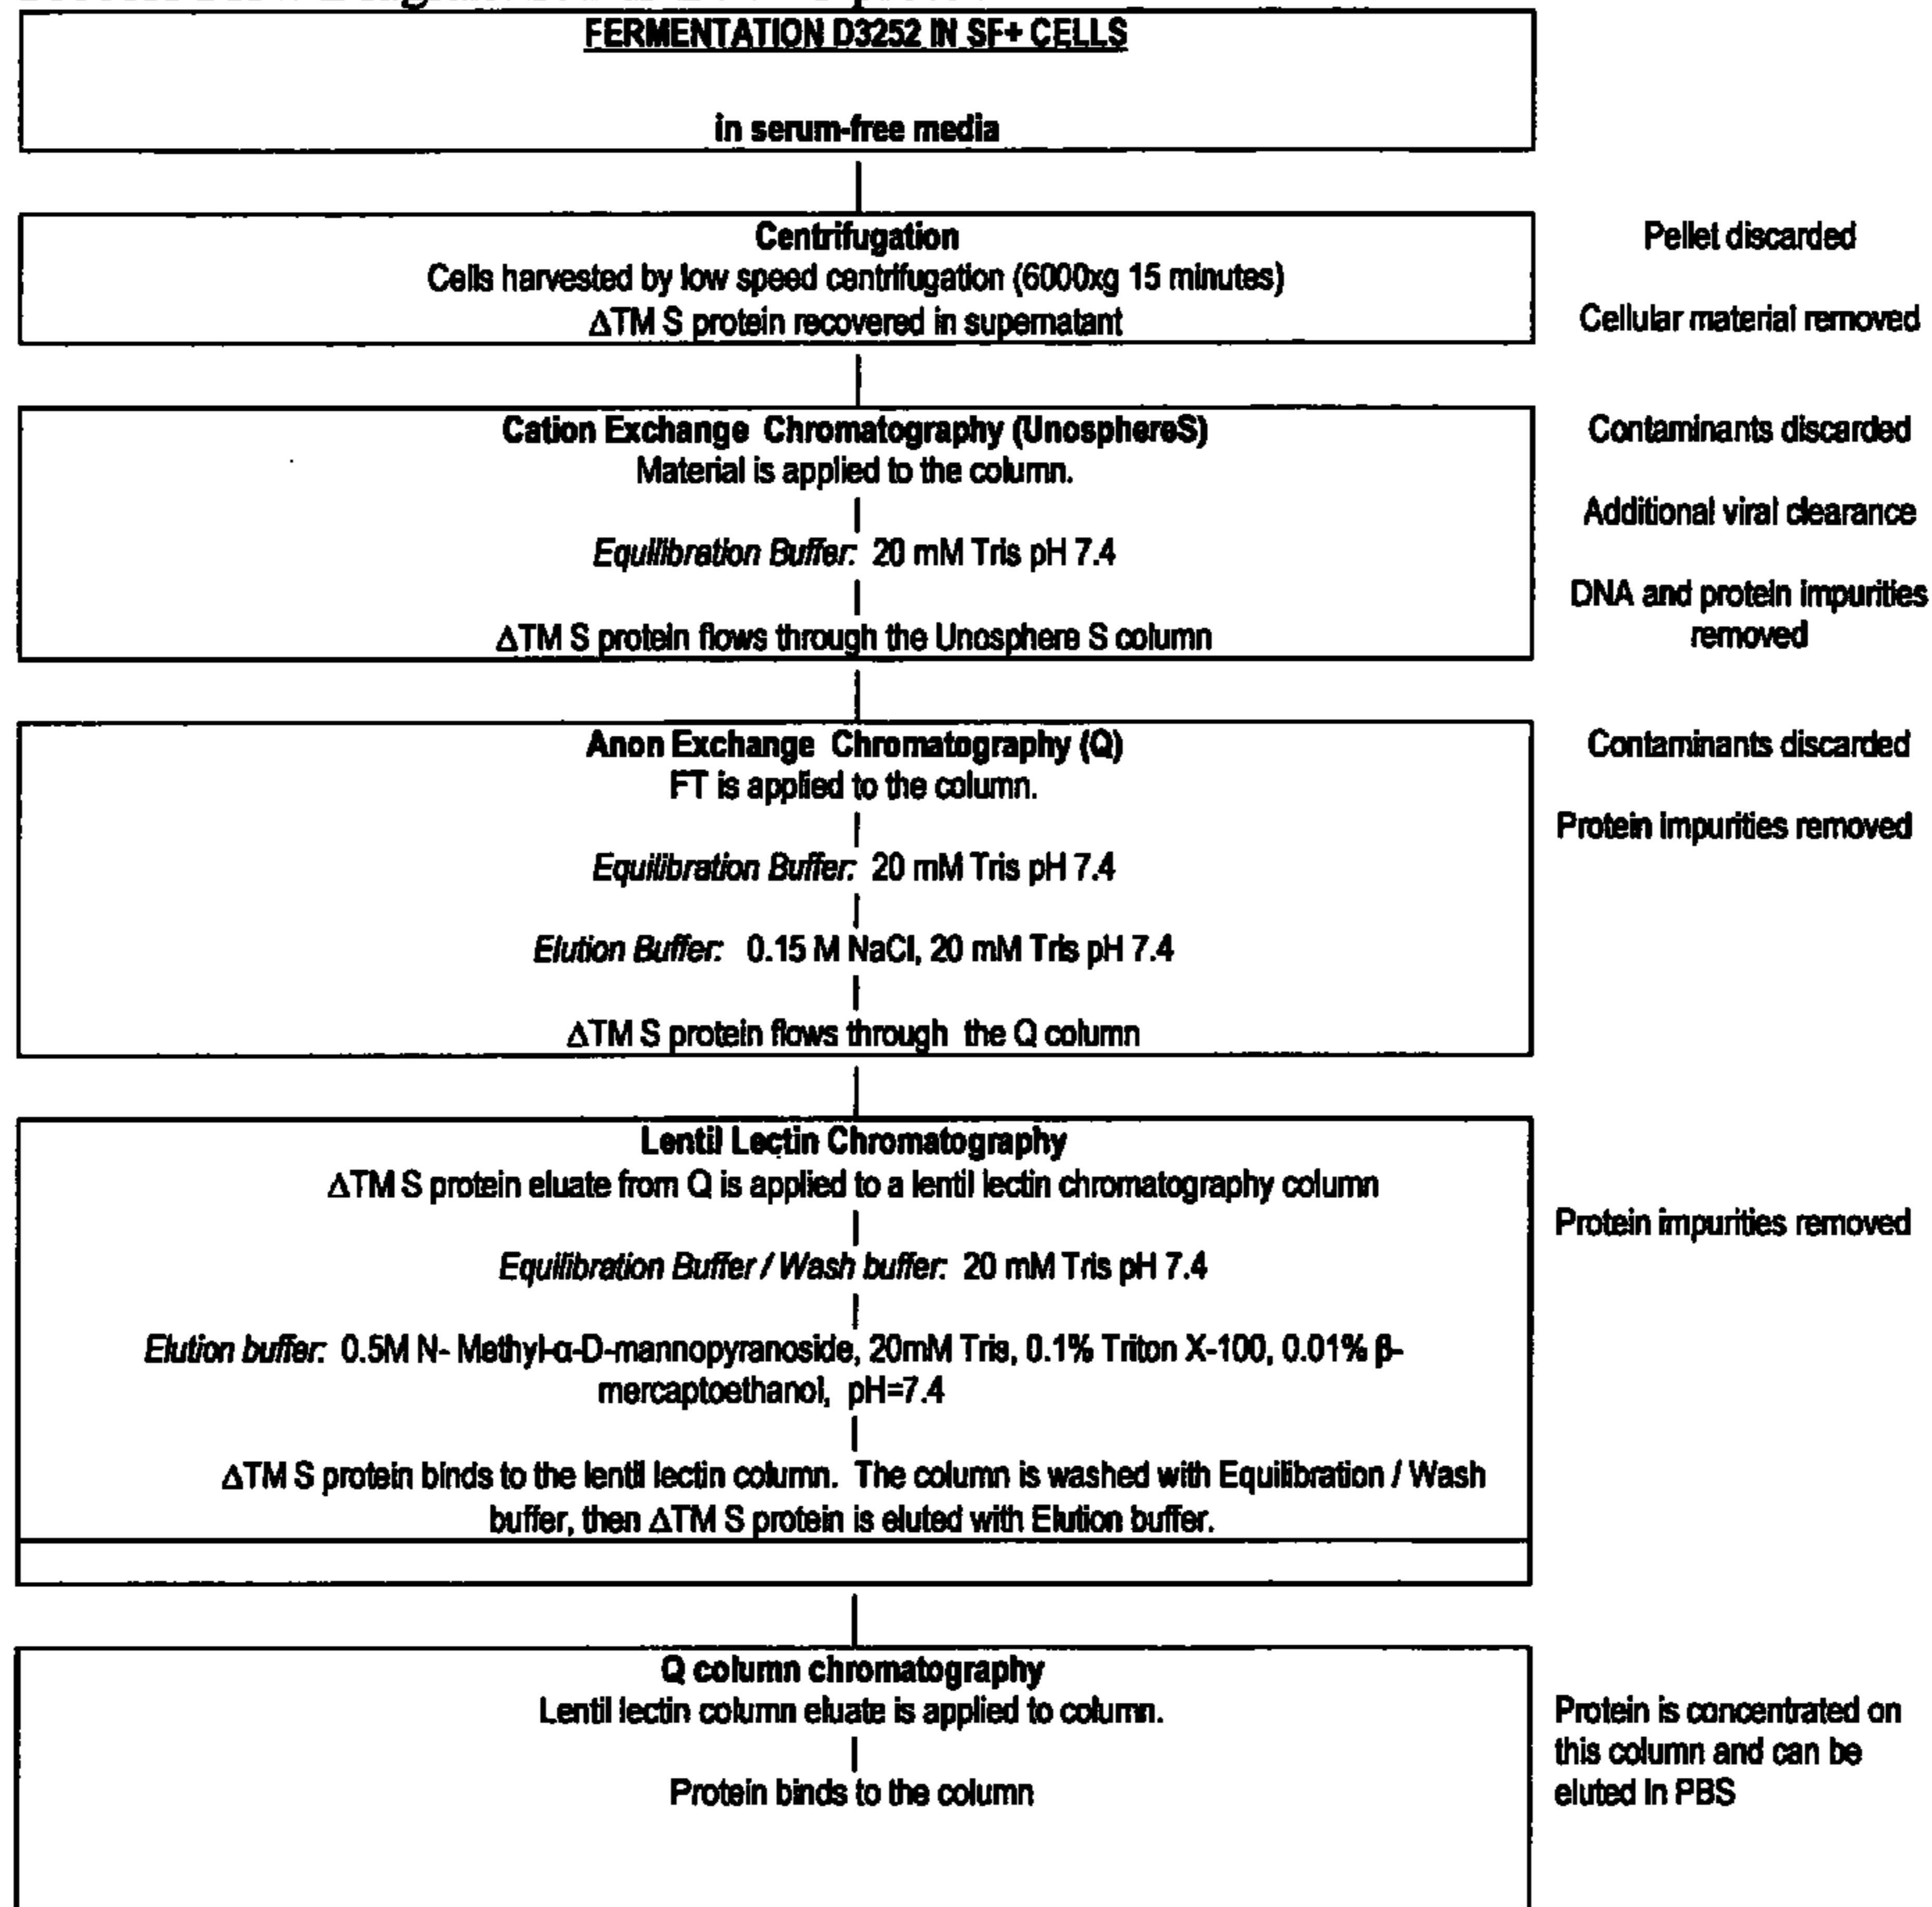 FERMENTATION D3252 IN SF+ CELLS
in serum-free media
Centrifugation
Cells harvested by low speed centrifugation (6000xg 15 minutes)
ΔTM S protein recovered in supernatant
Pellet discarded
Cellular material removed
Cation Exchange Chromatography (UnosphereS)
Material is applied to the column.
Equilibration Buffer: 20 mM Tris pH 7.4
ΔTM S protein flows through the Unosphere S column
Contaminants discarded
Additional viral clearance
DNA and protein impurities
removed
Anon Exchange Chromatography (Q)
FT is applied to the column.
Equilibration Buffer: 20 mM Tris pH 7.4
Elution Buffer: 0.15 M NaCl, 20 mM Tris pH 7.4
ΔTM S protein flows through the Q column
Contaminants discarded
Protein impurities removed
Lentil Lectin Chromatography
ΔTM S protein eluate from Q is applied to a lentil lectin chromatography column
Equilibration Buffer / Wash buffer: 20 mM Tris pH 7.4
Elution buffer: 0.5M N- Methyl-α-D-mannopyranoside, 20mM Tris, 0.1% Triton X-100, 0.01% β-
mercaptoethanol, pH=7.4
ΔTM S protein binds to the lentil lectin column. The column is washed with Equilibration / Wash
buffer, then ΔTM S protein is eluted with Elution buffer.
Protein impurities removed
Q column chromatography
Lentil lectin column eluate is applied to column.
Protein binds to the column
Protein is concentrated on
this column and can be
eluted in PBS